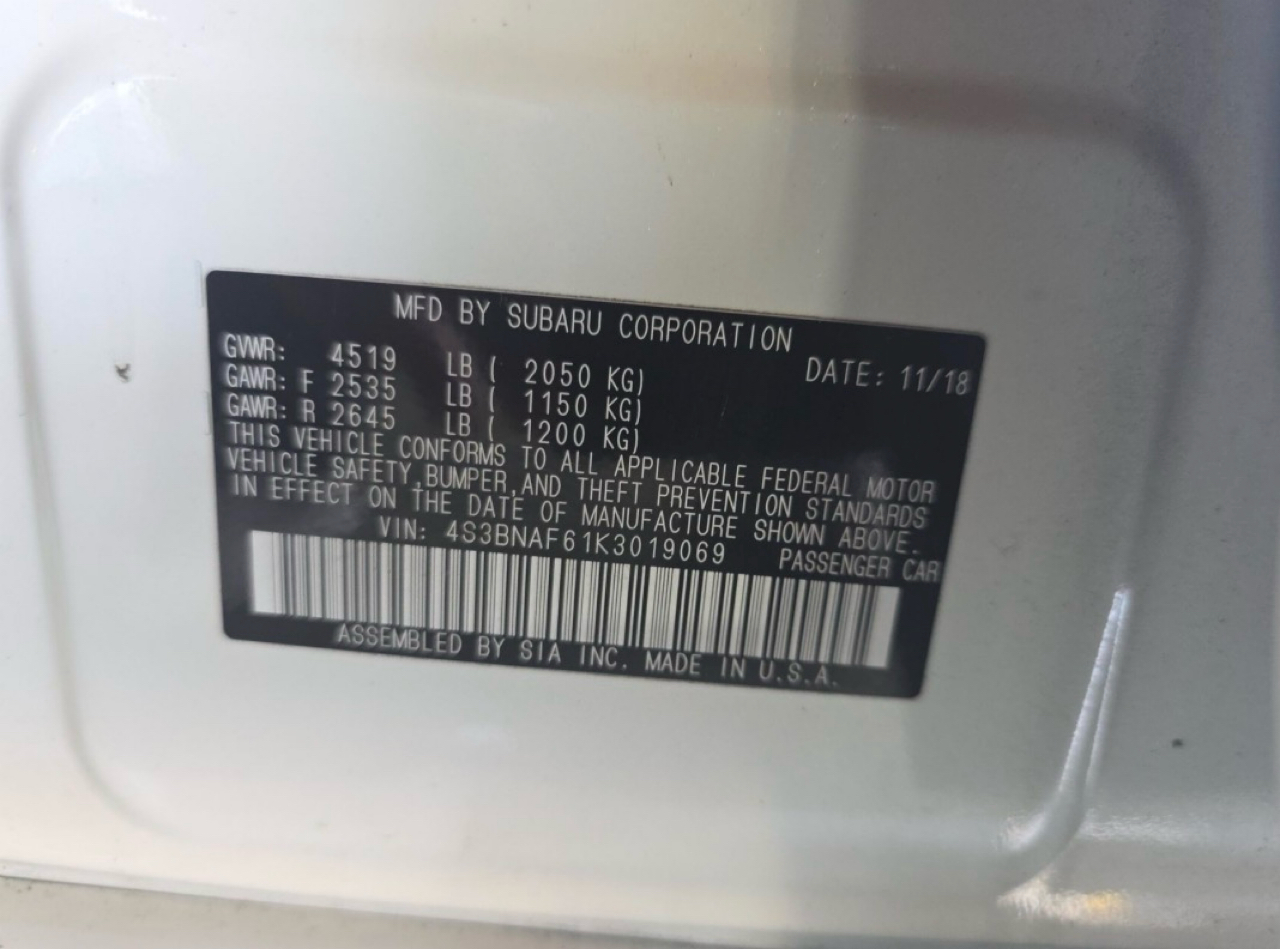 MFD BY SUBARU CORPORATION
DATE: 11/18
GVWR: 4519 LB ( 2050 KG)
GAWR: F 2535 LB ( 1150 KG)
GAWR: R 2645 LB ( 1200 KG)
THIS VEHICLE CONFORMS TO ALL APPLICABLE FEDERAL MOTOR
VEHICLE SAFETY,BUMPER,AND THEFT PREVENTION STANDARDS
IN EFFECT ON THE DATE OF MANUFACTURE SHOWN ABOVE.
VIN: 4S3BNAF61K3019069 PASSENGER CAR
ASSEMBLED BY SIA INC. MADE IN U.S.A.